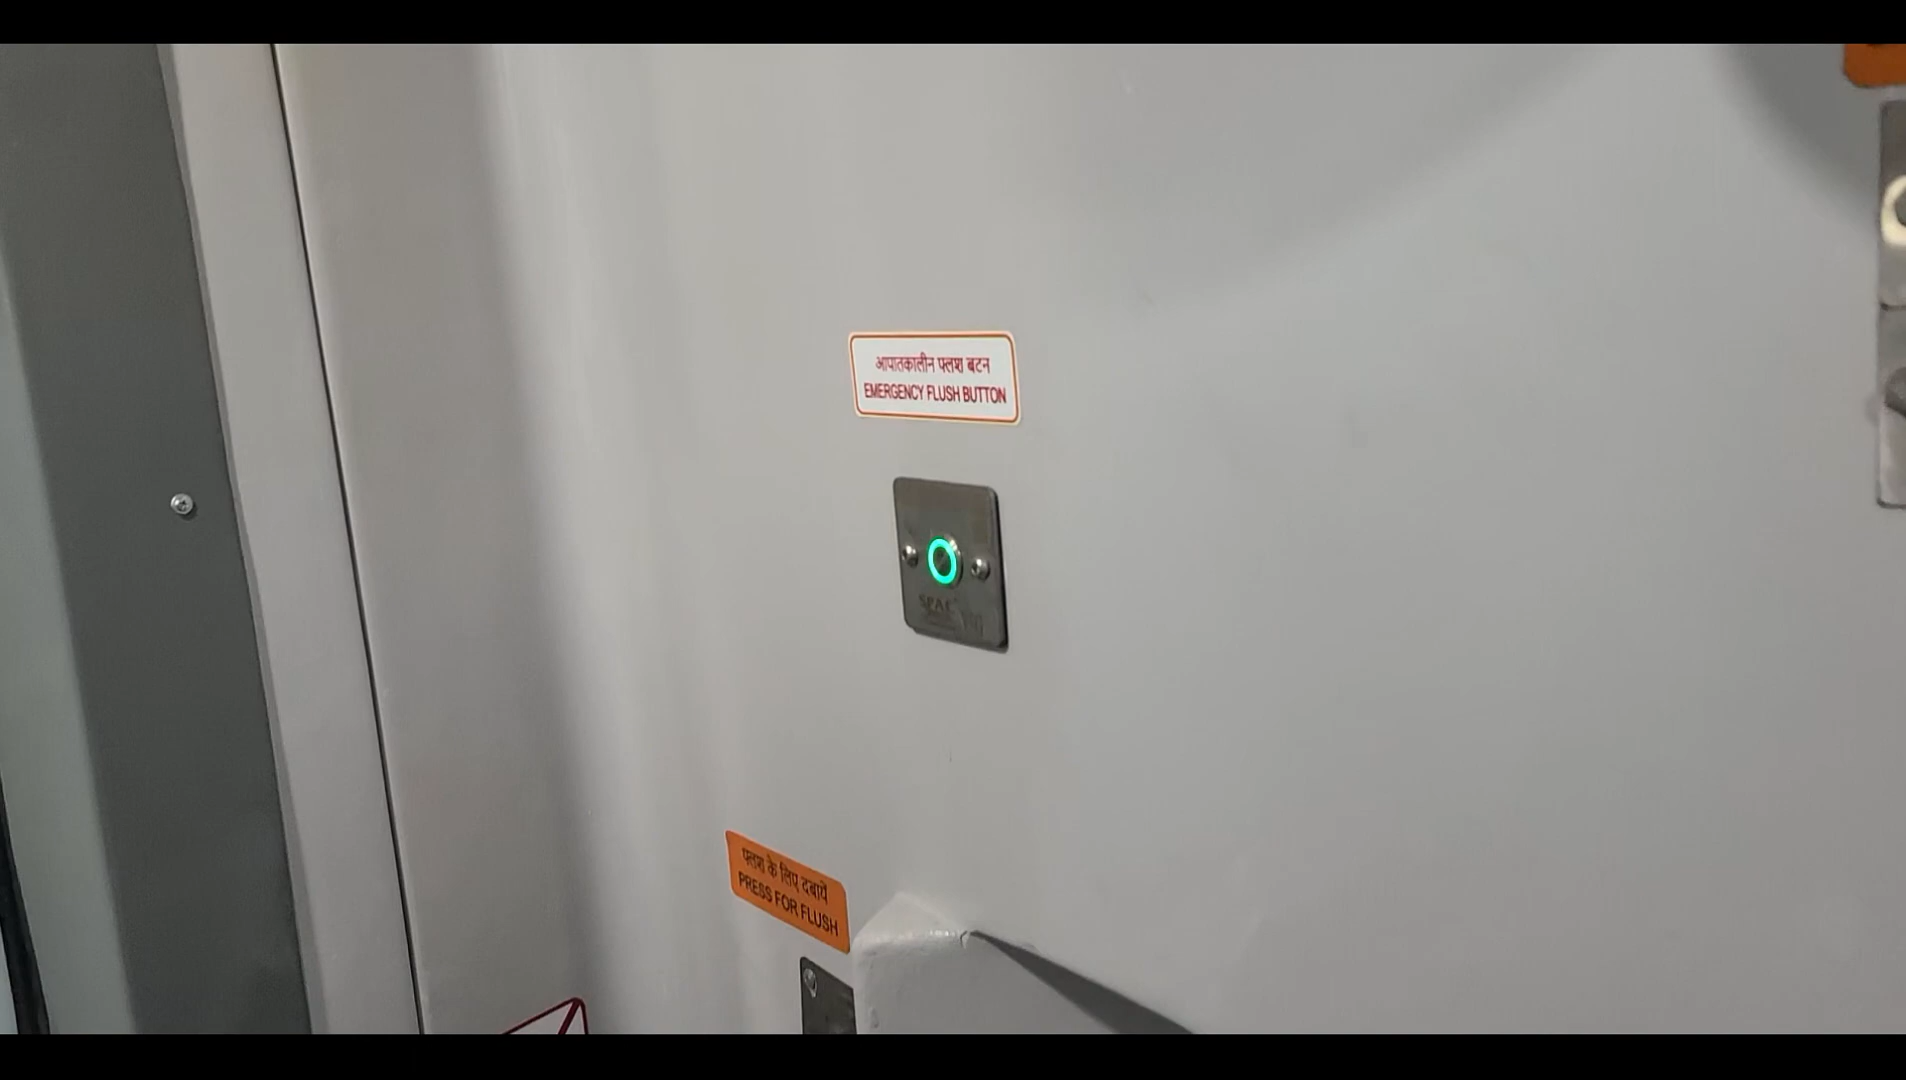 आपातकालीन फ्लश बटन
EMERGENCY FLUSH BUTTON
फ्लश के लिए दबायें
PRESS FOR FLUSH